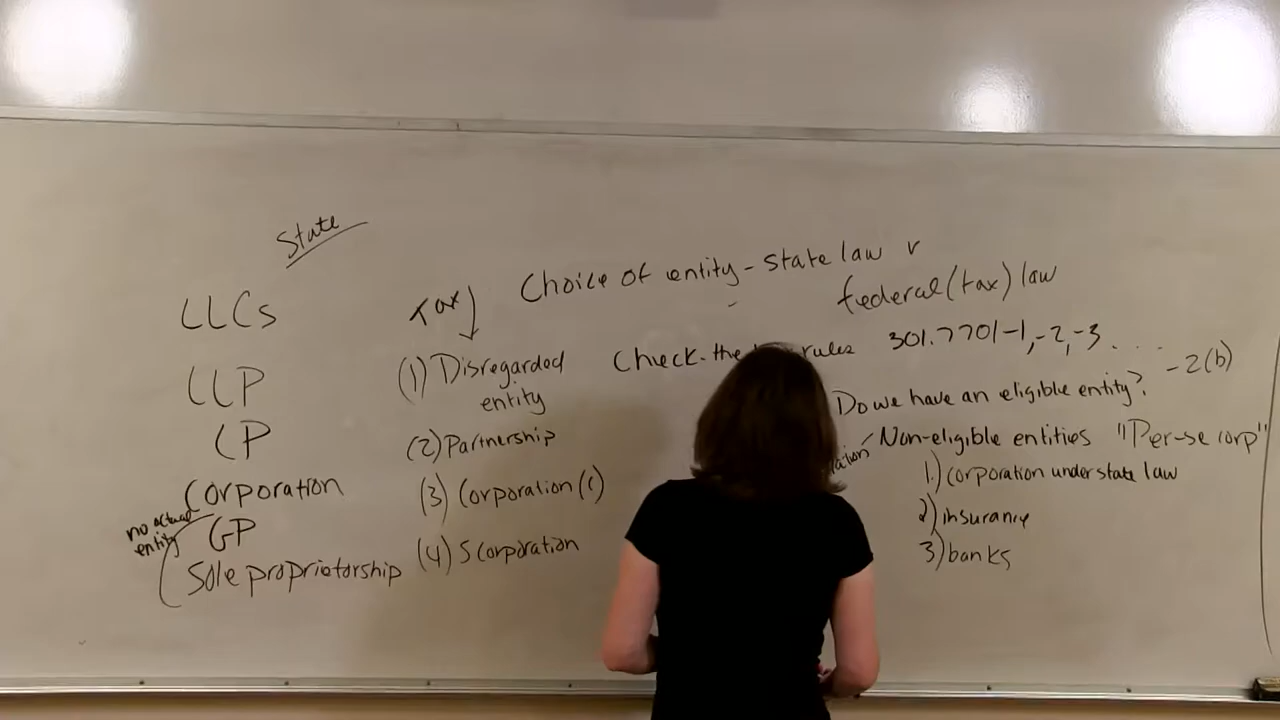 State
LLCs
LLP
LP
Corporation
no actual
entity
GP
Sole proprietorship
Tax
(1) Disregarded
entity
(2) Partnership
(3) Corporation (C)
(4) S corporation
Choice of entity - state law v
federal (tax) law
Check-the rules 301.7701-1, -2, -3 . . . .
-2(b)
Do we have an eligible entity?
Non-eligible entities "Per-se corp"
1.) Corporation under state law
2) insurance
3) banks